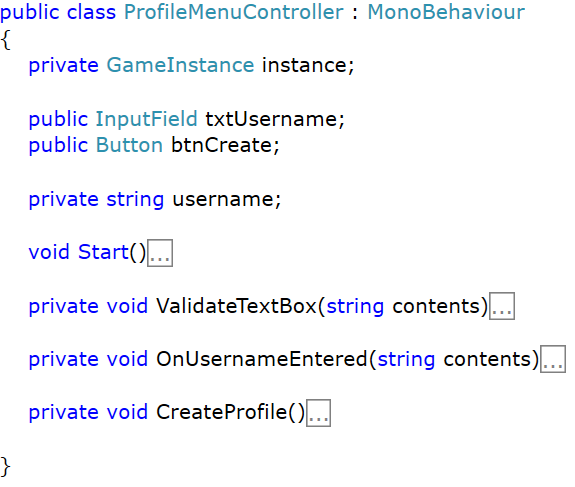 public class ProfileMenuController : MonoBehaviour
{
private GameInstance instance;
public InputField txtUsername;
public Button btnCreate;
private string username;
void Start()...
private void ValidateTextBox(string contents)...
private void OnUsernameEntered(string contents)...
private void CreateProfile()...
}